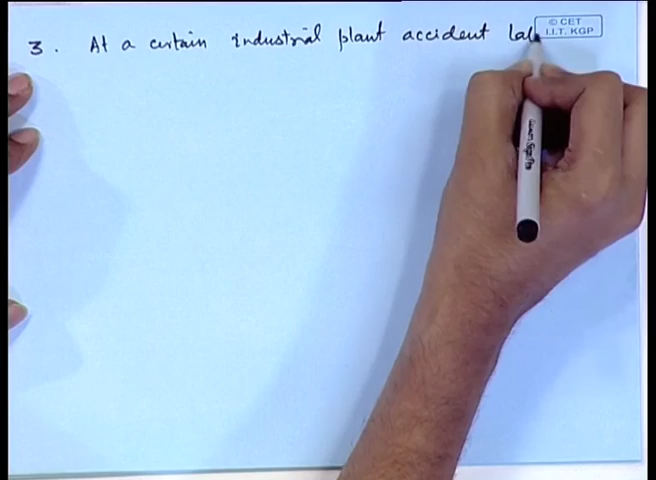 3. At a certain industrial plant accident
© CET
I.I.T. KGP